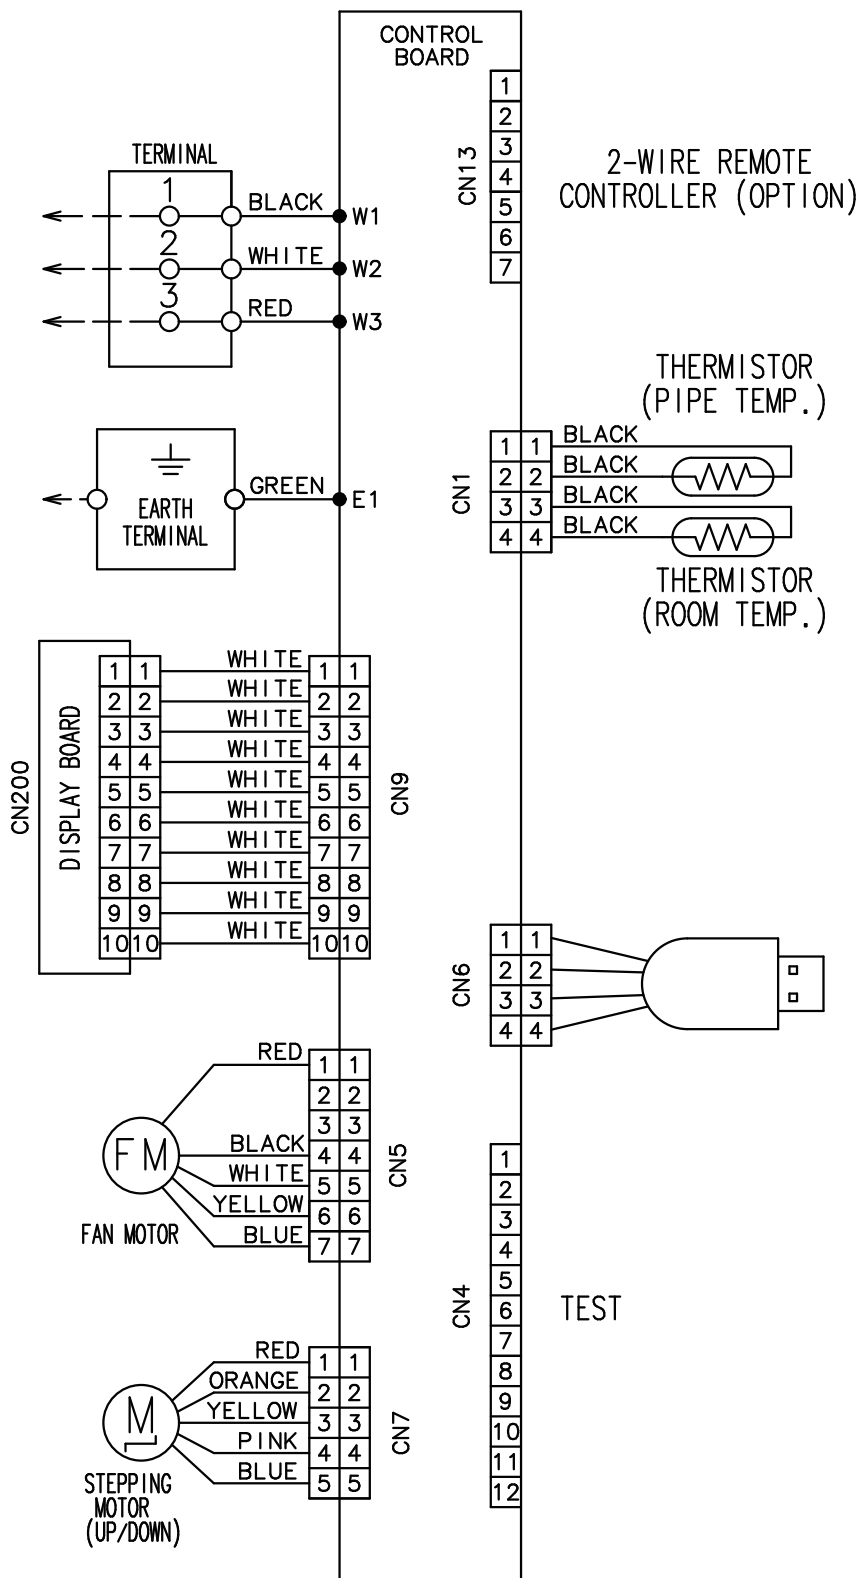 CONTROL
BOARD
1
2
3
4
5
6
7
CN13
2-WIRE REMOTE
CONTROLLER (OPTION)
TERMINAL
1 BLACK W1
2 WHITE W2
3 RED W3
THERMISTOR
(PIPE TEMP.)
CN1
1 1 BLACK
2 2 BLACK
3 3 BLACK
4 4 BLACK
THERMISTOR
(ROOM TEMP.)
GREEN E1
EARTH
TERMINAL
CN200
DISPLAY BOARD
1 1 WHITE 1 1
2 2 WHITE 2 2
3 3 WHITE 3 3
4 4 WHITE 4 4
5 5 WHITE 5 5
6 6 WHITE 6 6
7 7 WHITE 7 7
8 8 WHITE 8 8
9 9 WHITE 9 9
10 10 WHITE 10 10
CN9
CN6
1 1
2 2
3 3
4 4
RED 1 1
2 2
3 3
BLACK 4 4
WHITE 5 5
YELLOW 6 6
BLUE 7 7
CN5
FM
FAN MOTOR
CN4
1
2
3
4
5
6
7
8
9
10
11
12
TEST
RED 1 1
ORANGE 2 2
YELLOW 3 3
PINK 4 4
BLUE 5 5
CN7
M
STEPPING
MOTOR
(UP/DOWN)